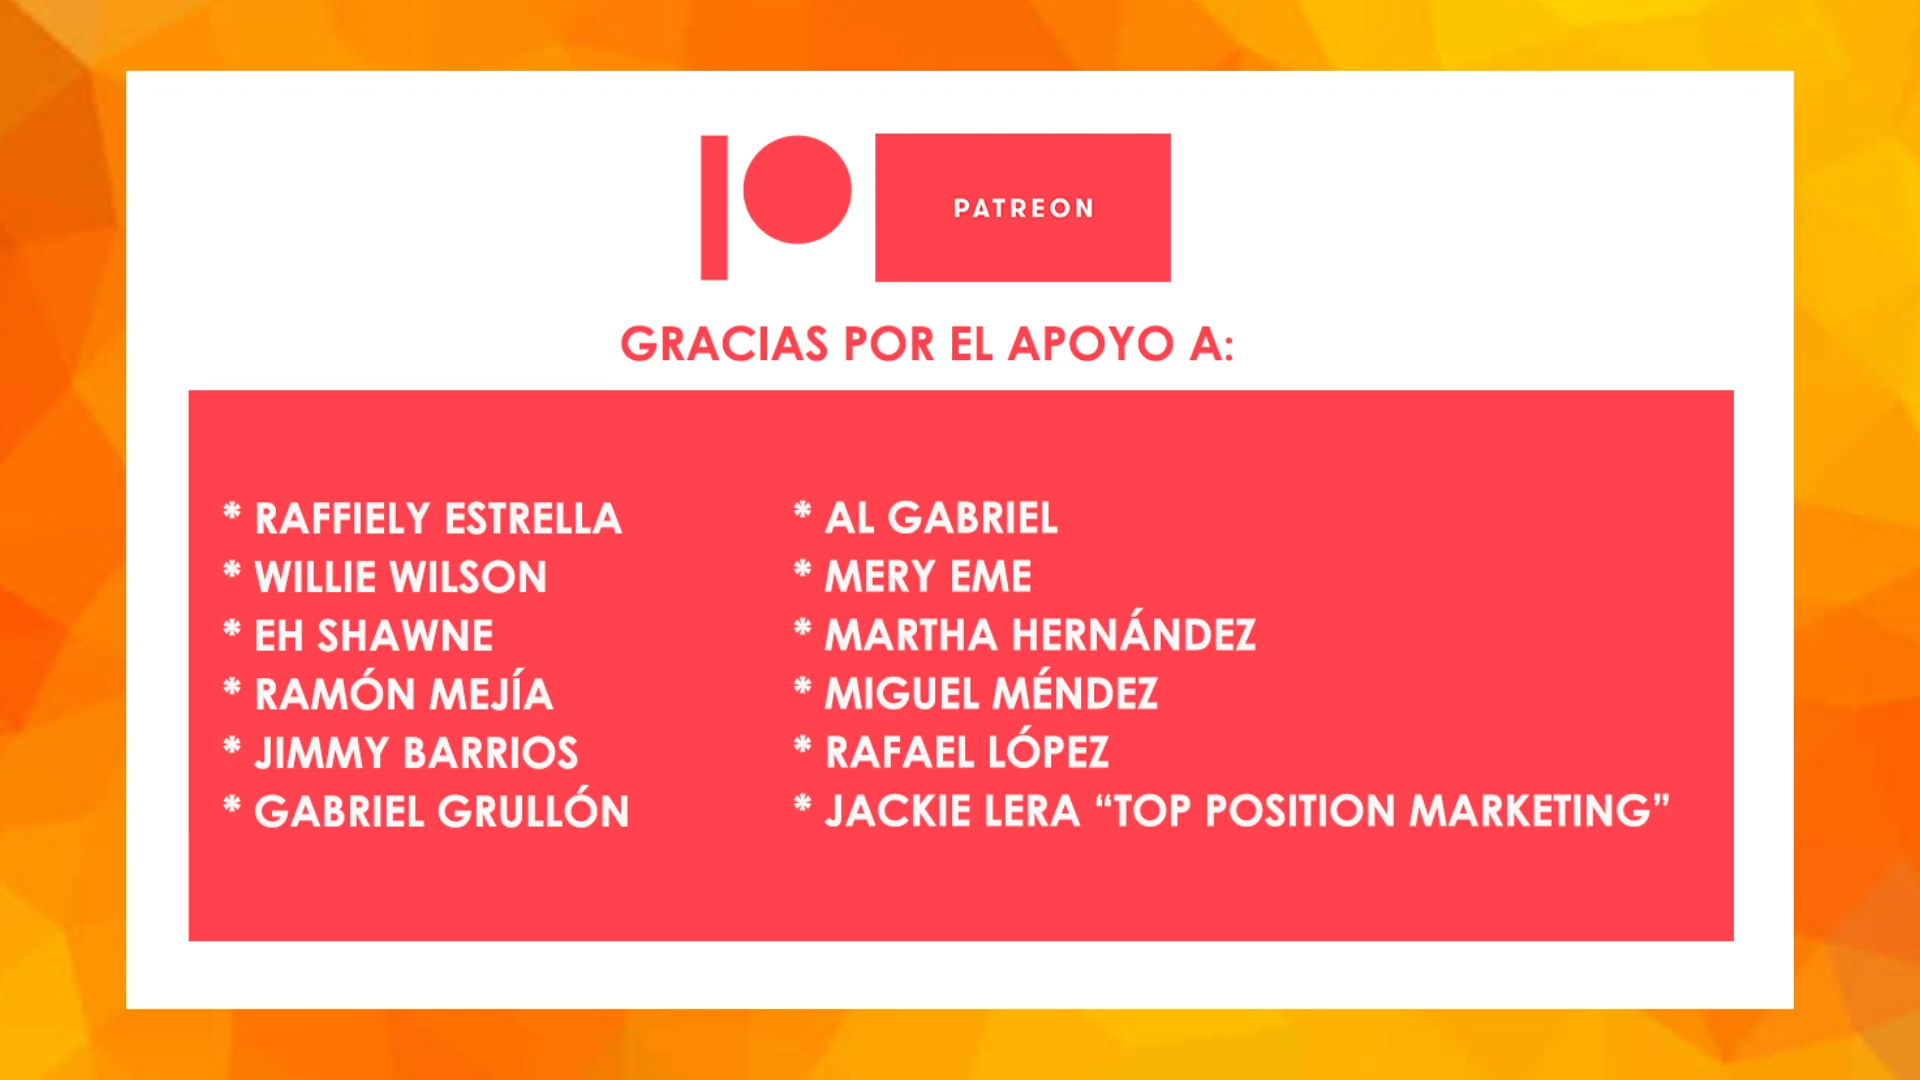 PATREON
GRACIAS POR EL APOYO A:
* RAFFIELY ESTRELLA
* WILLIE WILSON
* EH SHAWNE
* RAMÓN MEJÍA
* JIMMY BARRIOS
* GABRIEL GRULLÓN
* AL GABRIEL
* MERY EME
* MARTHA HERNÁNDEZ
* MIGUEL MÉNDEZ
* RAFAEL LÓPEZ
* JACKIE LERA “TOP POSITION MARKETING”